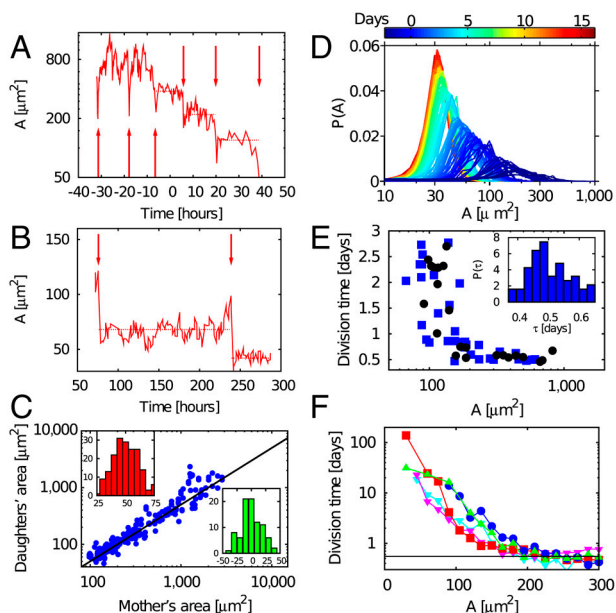 A
A [μm²]
800
200
50
-40 -30 -20 -10 0 10 20 30 40 50
Time [hours]
B
A [μm²]
150
100
50
0 100 200 300
Time [hours]
C
Daughters' area [μm²]
10,000
1,000
100
30
20
10
0
25 50 75
20
10
0
-50 -25 0 25 50
100 1,000 10,000
Mother's area [μm²]
Days 0 5 10 15
D
P(A)
0.06
0.04
0.02
0
10 30 100 1,000
A [μ m²]
E
Division time [days]
3
2.5
2
1.5
1
0.5
P(τ)
8
6
4
2
0
0.4 0.5 0.6
τ [days]
100 1,000
A [μm²]
F
Division time [days]
100
10
1
0 100 200 300
A [μm²]